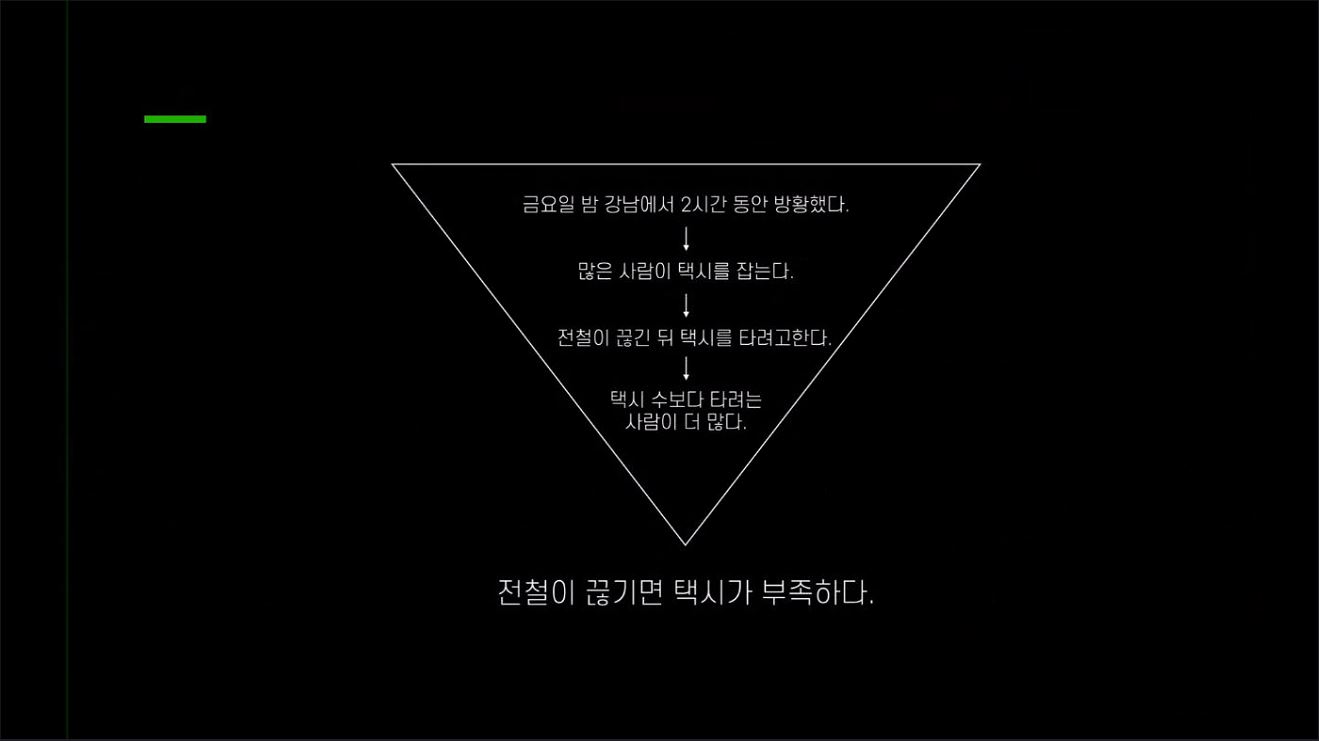 금요일 밤 강남에서 2시간 동안 방황했다.
많은 사람이 택시를 잡는다.
전철이 끊긴 뒤 택시를 타려고한다.
택시 수보다 타려는
사람이 더 많다.
전철이 끊기면 택시가 부족하다.